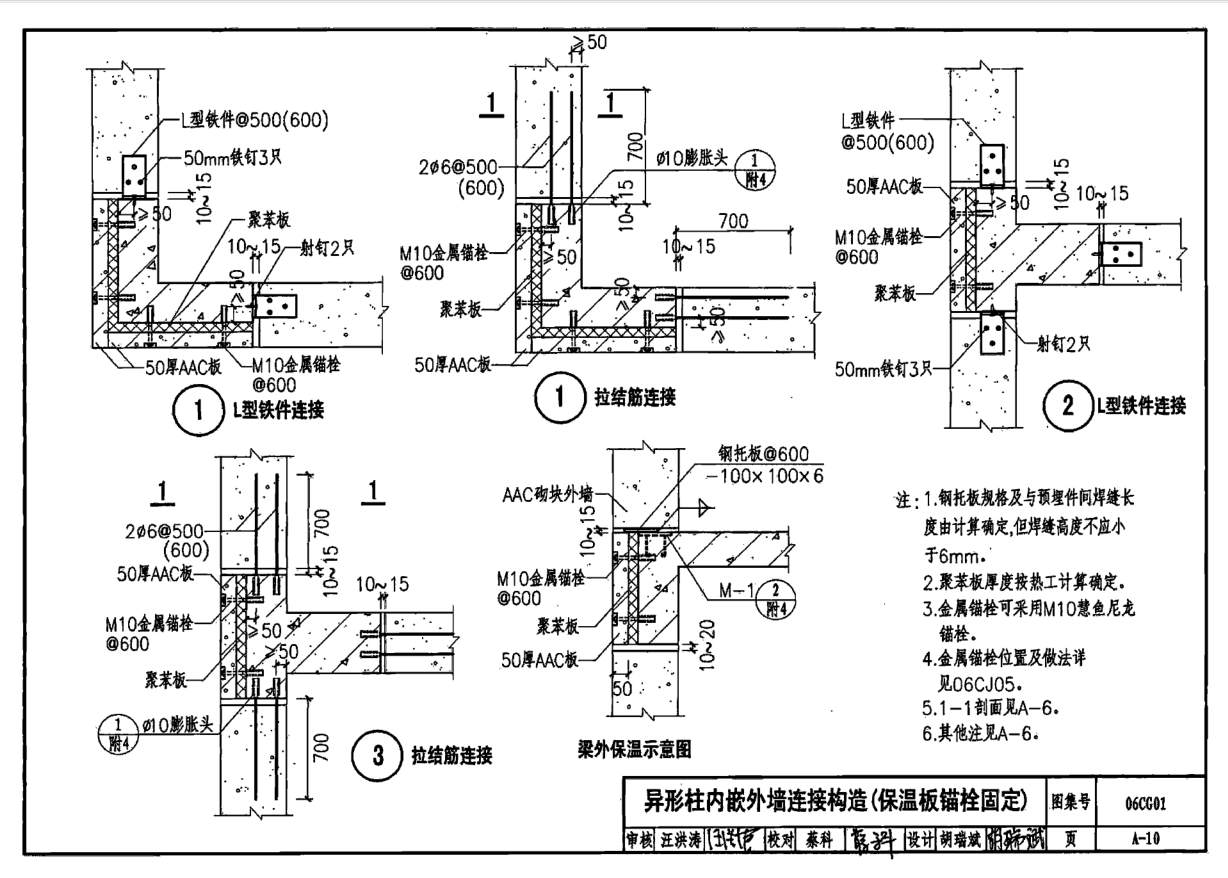 L型铁件@500(600)
50mm铁钉3只
10~15
≥50
聚苯板
10~15
射钉2只
≥50
50厚AAC板
M10金属锚栓
@600
1 L型铁件连接
≥50
1 1
2ø6@500
(600)
700
ø10膨胀头
1
附4
10~15
M10金属锚栓
@600
≥50
700
10~15
≥50
≥50
聚苯板
50厚AAC板
1 拉结筋连接
L型铁件
@500(600)
50厚AAC板
10~15
≥50
10~15
M10金属锚栓
@600
聚苯板
50mm铁钉3只
射钉2只
2 L型铁件连接
1 1
2ø6@500
(600)
700
50厚AAC板
10~15
10~15
M10金属锚栓
@600
≥50
≥50
聚苯板
1
附4
ø10膨胀头
700
3 拉结筋连接
钢托板@600
-100×100×6
AAC砌块外墙
10~15
M10金属锚栓
@600
M-1
2
附4
聚苯板
50厚AAC板
10~20
50
梁外保温示意图
注: 1.钢托板规格及与预埋件间焊缝长
度由计算确定,但焊缝高度不应小
于6mm。
2.聚苯板厚度按热工计算确定。
3.金属锚栓可采用M10慧鱼尼龙
锚栓。
4.金属锚栓位置及做法详
见06CJ05。
5.1-1剖面见A-6。
6.其他注见A-6。
异形柱内嵌外墙连接构造(保温板锚栓固定) 图集号 06CG01
审核 汪洪涛 校对 蔡科 设计 胡瑞斌 页 A-10